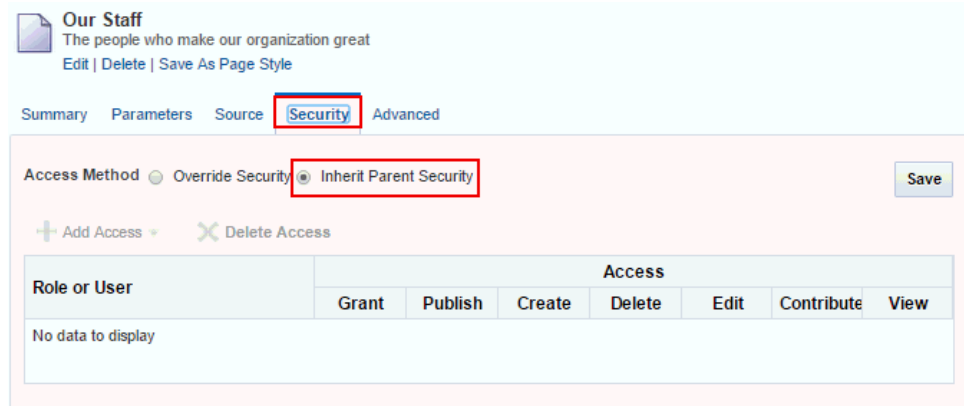 Our Staff
The people who make our organization great
Edit | Delete | Save As Page Style
Summary Parameters Source Security Advanced
Access Method Override Security Inherit Parent Security Save
Add Access Delete Access
Role or User Access
Grant Publish Create Delete Edit Contribute View
No data to display